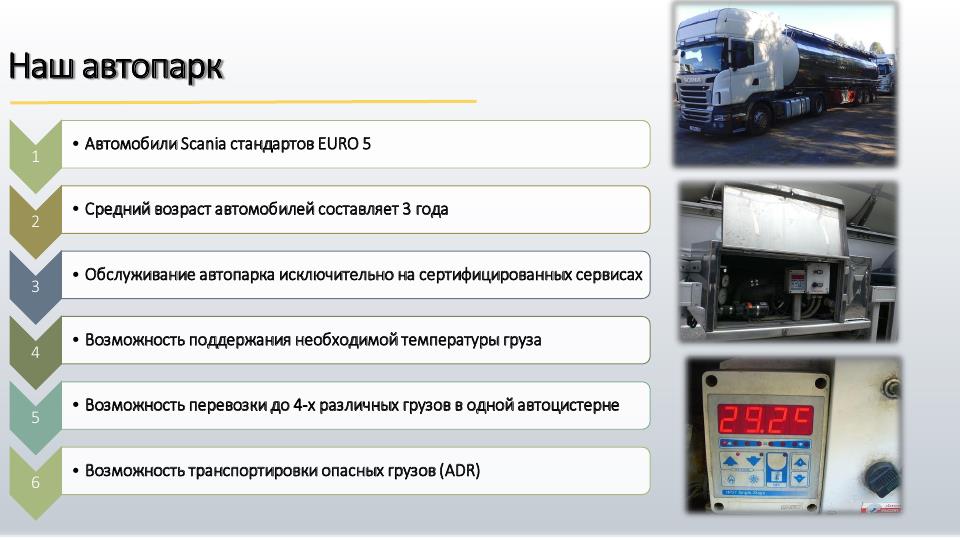 Наш автопарк
1
• Автомобили Scania стандартов EURO 5
2
• Средний возраст автомобилей составляет 3 года
3
• Обслуживание автопарка исключительно на сертифицированных сервисах
4
• Возможность поддержания необходимой температуры груза
5
• Возможность перевозки до 4-х различных грузов в одной автоцистерне
6
• Возможность транспортировки опасных грузов (ADR)
SCANIA
29.2c